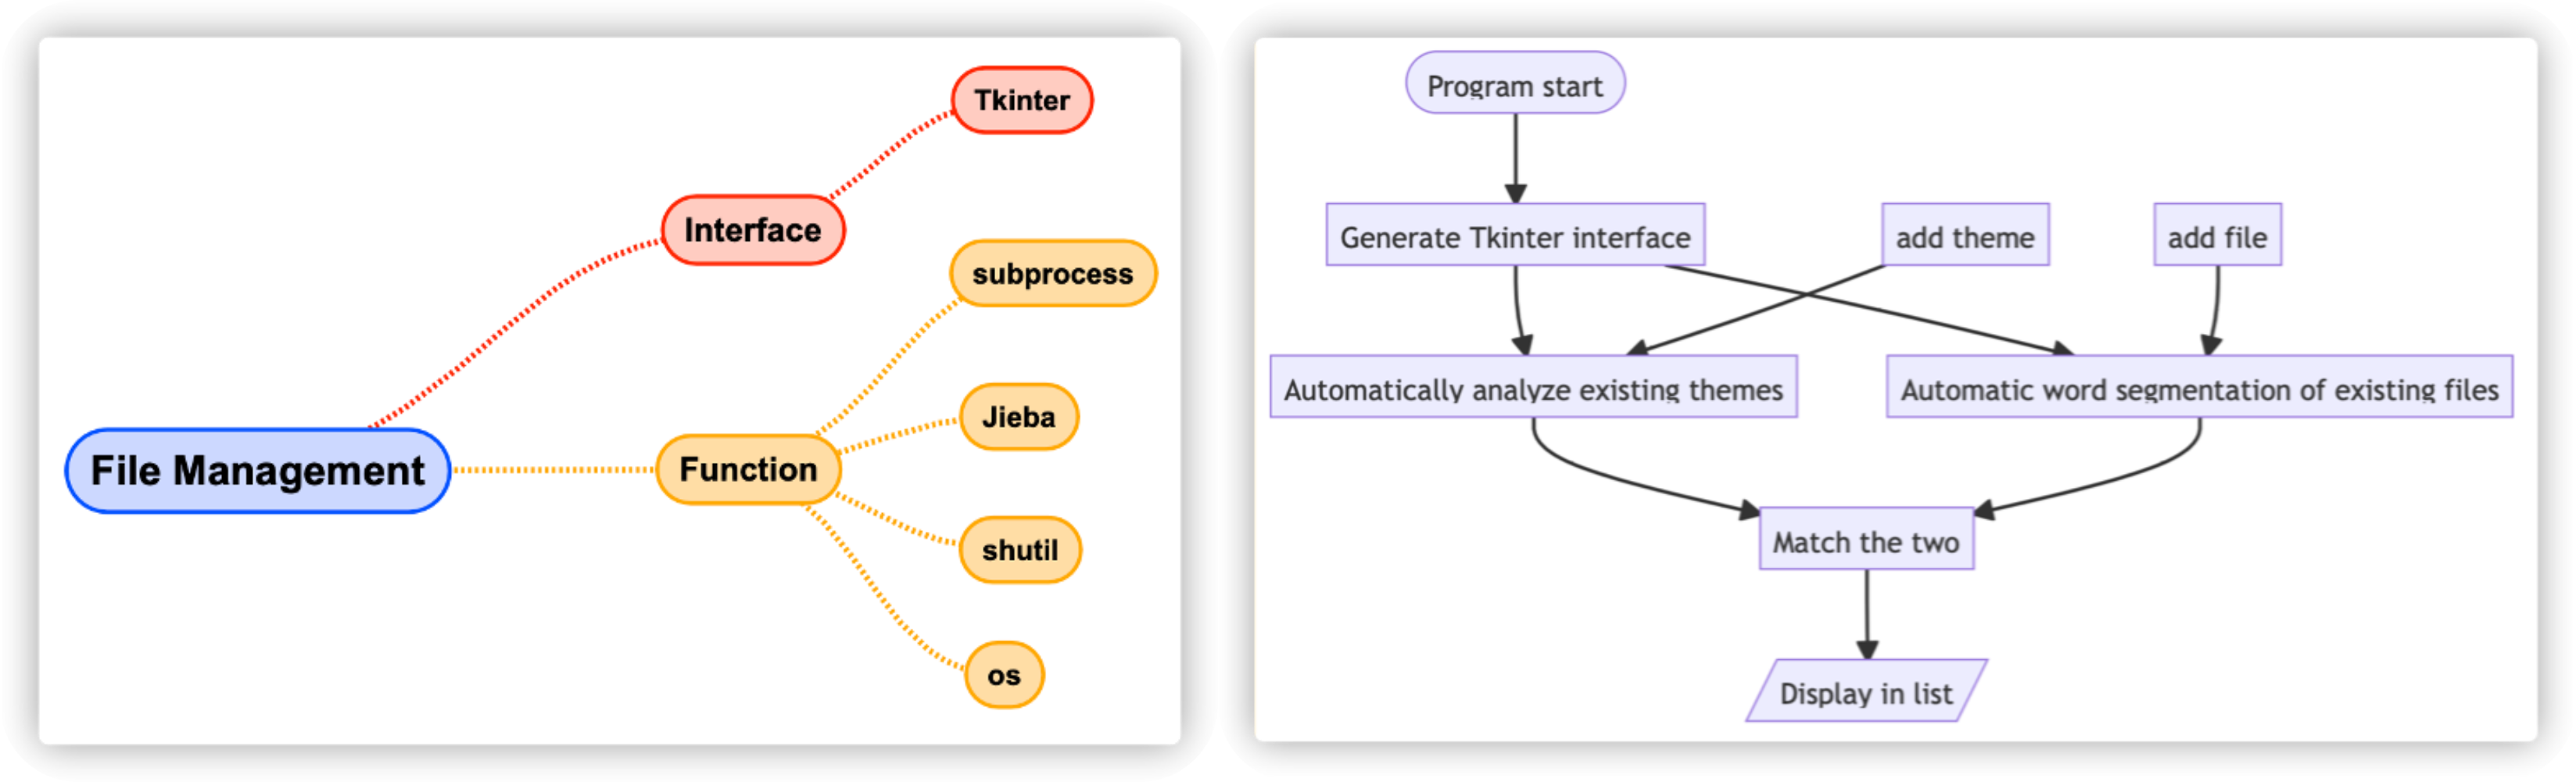 File Management
Interface
Tkinter
Function
subprocess
Jieba
shutil
os
Program start
Generate Tkinter interface
add theme
add file
Automatically analyze existing themes
Automatic word segmentation of existing files
Match the two
Display in list